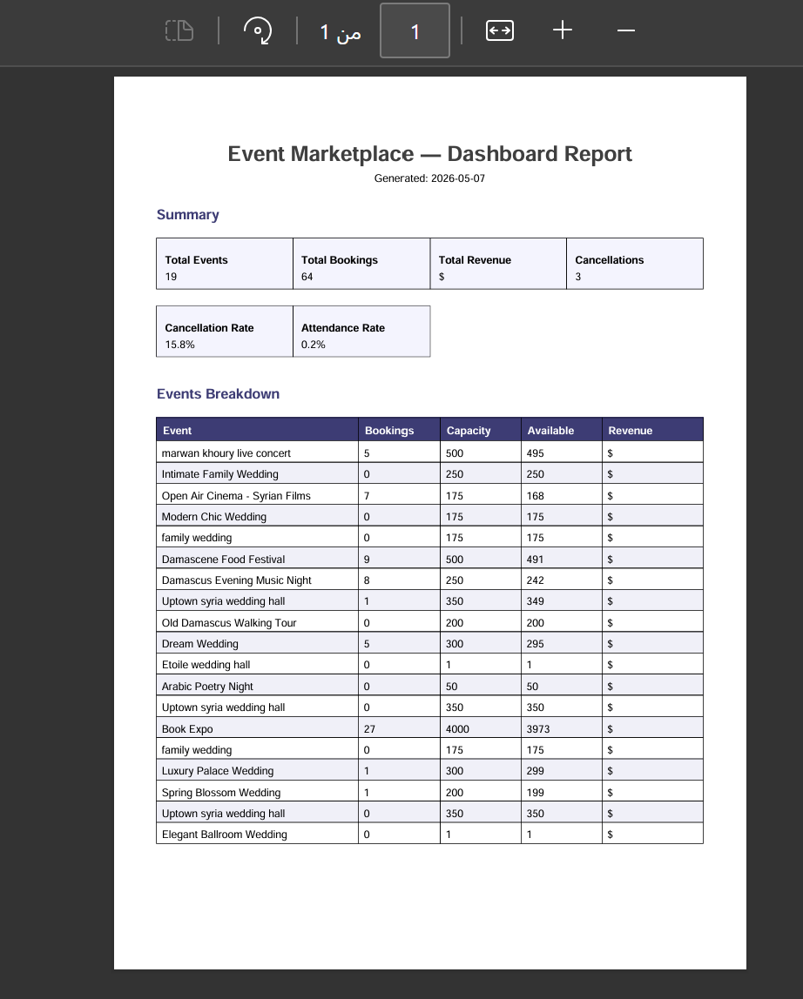 من 1 1
Event Marketplace — Dashboard Report
Generated: 2026-05-07
Summary
Total Events Total Bookings Total Revenue Cancellations
19 64 $ 3
Cancellation Rate Attendance Rate
15.8% 0.2%
Events Breakdown
Event Bookings Capacity Available Revenue
marwan khoury live concert 5 500 495 $
Intimate Family Wedding 0 250 250 $
Open Air Cinema - Syrian Films 7 175 168 $
Modern Chic Wedding 0 175 175 $
family wedding 0 175 175 $
Damascene Food Festival 9 500 491 $
Damascus Evening Music Night 8 250 242 $
Uptown syria wedding hall 1 350 349 $
Old Damascus Walking Tour 0 200 200 $
Dream Wedding 5 300 295 $
Etoile wedding hall 0 1 1 $
Arabic Poetry Night 0 50 50 $
Uptown syria wedding hall 0 350 350 $
Book Expo 27 4000 3973 $
family wedding 0 175 175 $
Luxury Palace Wedding 1 300 299 $
Spring Blossom Wedding 1 200 199 $
Uptown syria wedding hall 0 350 350 $
Elegant Ballroom Wedding 0 1 1 $